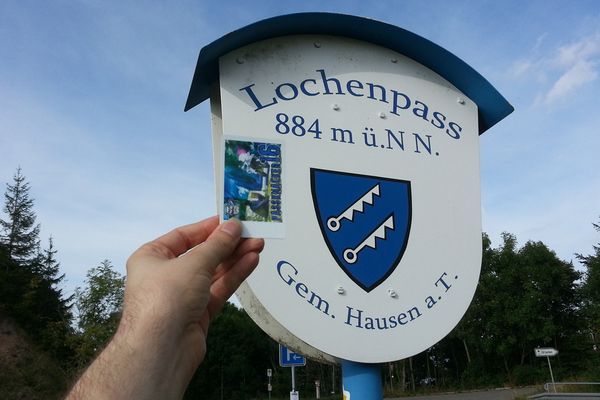 Lochenpass
884 m ü.N N.
Gem. Hausen a.T.